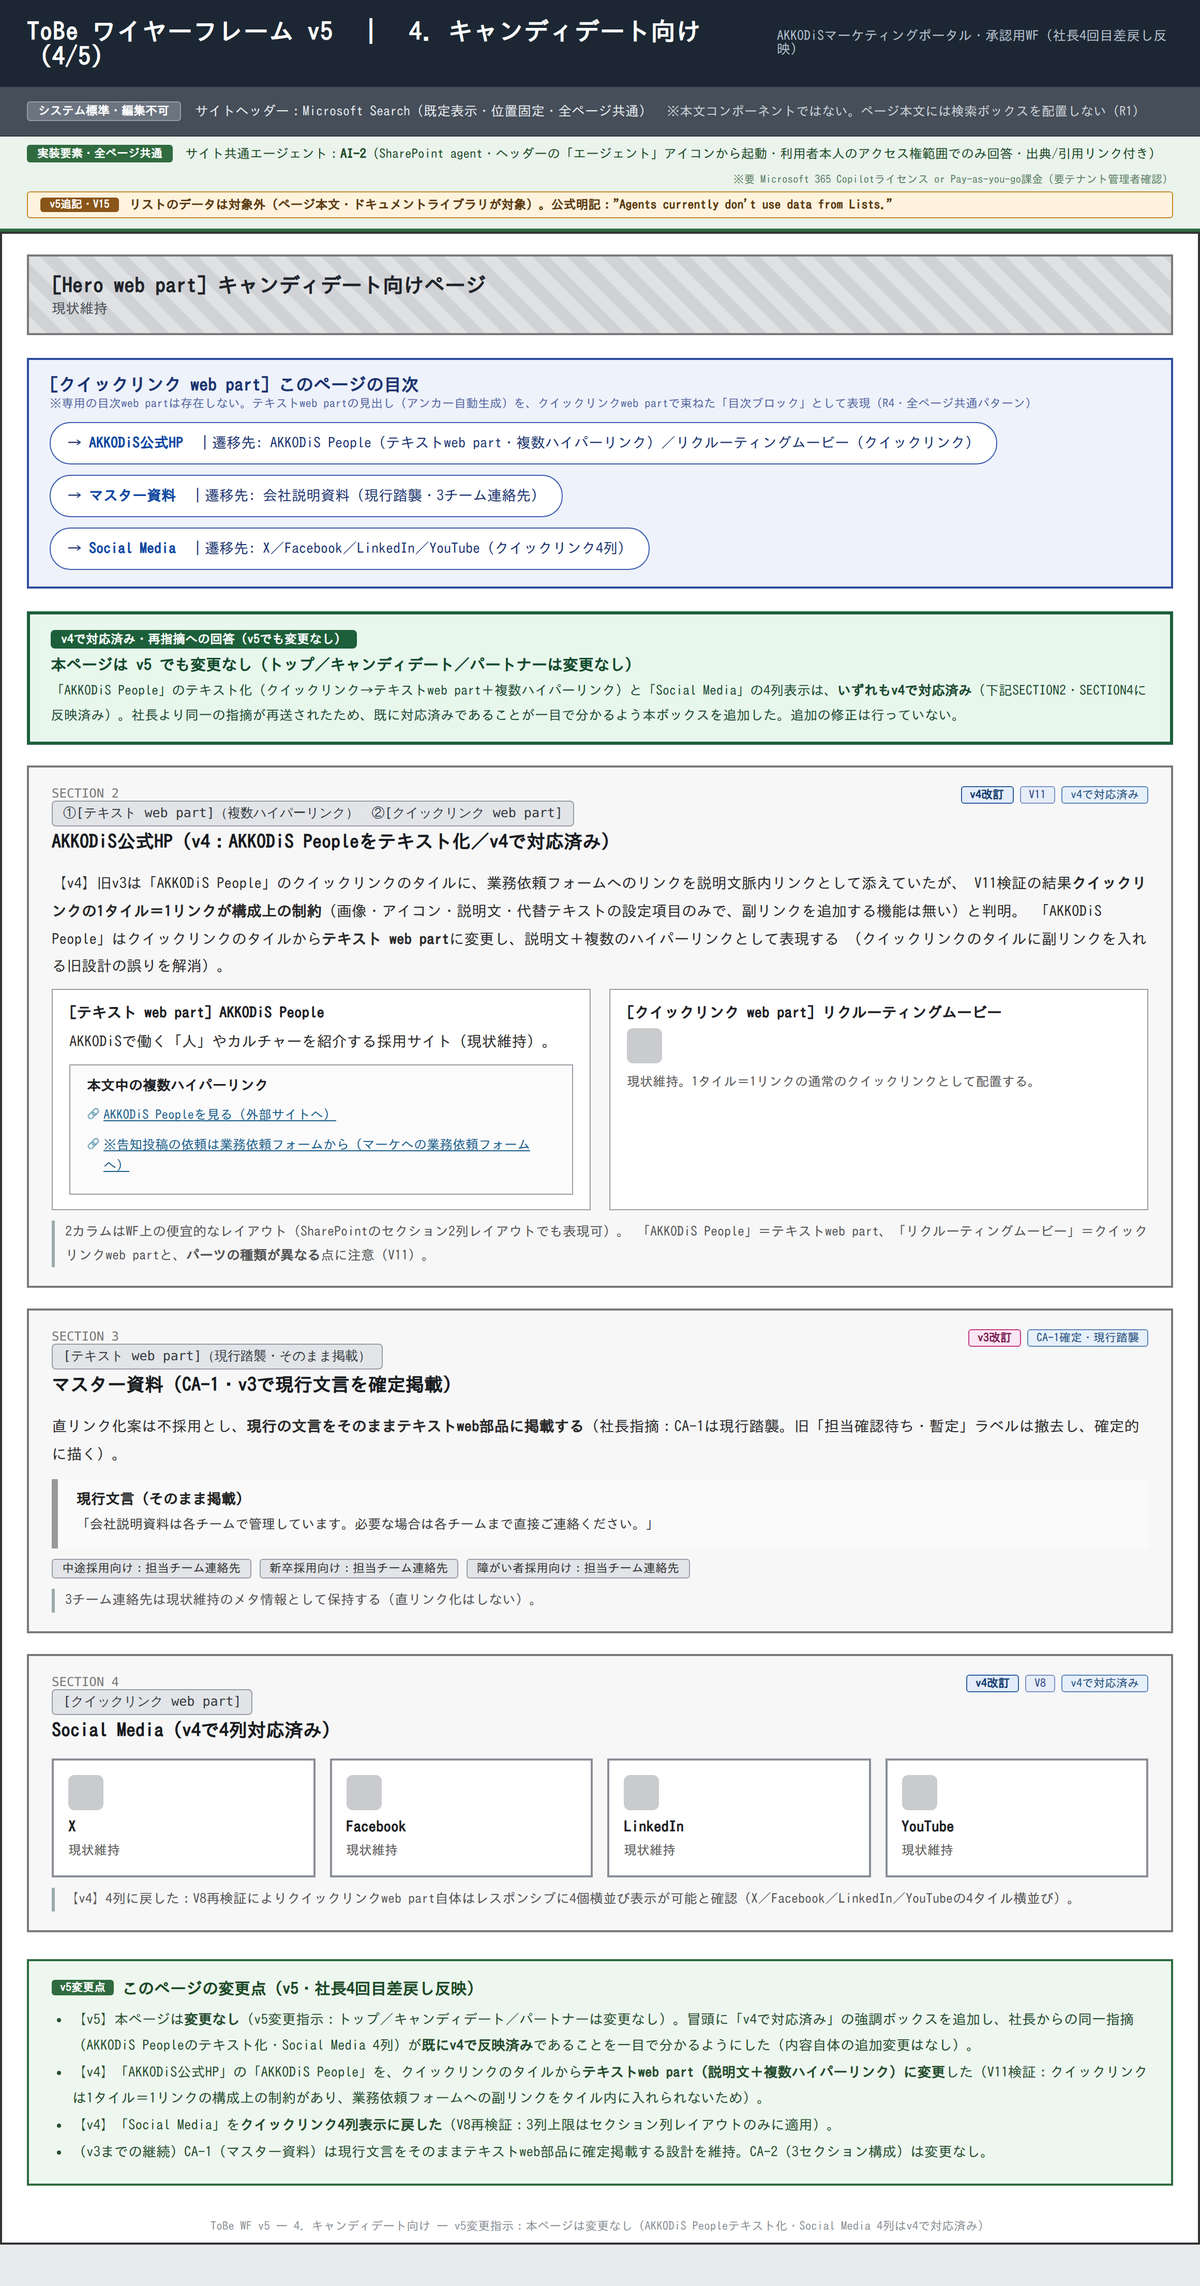 ToBe ワイヤーフレーム v5 ｜ 4. キャンディデート向け
（4/5）
AKKODiSマーケティングポータル・承認用WF（社長4回目差戻し反
映）
システム標準・編集不可 サイトヘッダー：Microsoft Search（既定表示・位置固定・全ページ共通） ※本文コンポーネントではない。ページ本文には検索ボックスを配置しない（R1）
実装要素・全ページ共通 サイト共通エージェント：AI-2（SharePoint agent・ヘッダーの「エージェント」アイコンから起動・利用者本人のアクセス権範囲でのみ回答・出典/引用リンク付き）
※要 Microsoft 365 Copilotライセンス or Pay-as-you-go課金（要テナント管理者確認）
v5追記・V15 リストのデータは対象外（ページ本文・ドキュメントライブラリが対象）。公式明記："Agents currently don't use data from Lists."
[Hero web part] キャンディデート向けページ
現状維持
[クイックリンク web part] このページの目次
※専用の目次web partは存在しない。テキストweb partの見出し（アンカー自動生成）を、クイックリンクweb partで束ねた「目次ブロック」として表現（R4・全ページ共通パターン）
→ AKKODiS公式HP ｜遷移先: AKKODiS People（テキストweb part・複数ハイパーリンク）／リクルーティングムービー（クイックリンク）
→ マスター資料 ｜遷移先: 会社説明資料（現行踏襲・3チーム連絡先）
→ Social Media ｜遷移先: X／Facebook／LinkedIn／YouTube（クイックリンク4列）
v4で対応済み・再指摘への回答（v5でも変更なし）
本ページは v5 でも変更なし（トップ／キャンディデート／パートナーは変更なし）
「AKKODiS People」のテキスト化（クイックリンク→テキストweb part＋複数ハイパーリンク）と「Social Media」の4列表示は、いずれもv4で対応済み（下記SECTION2・SECTION4に
反映済み）。社長より同一の指摘が再送されたため、既に対応済みであることが一目で分かるよう本ボックスを追加した。追加の修正は行っていない。
SECTION 2
v4改訂 V11 v4で対応済み
①[テキスト web part]（複数ハイパーリンク） ②[クイックリンク web part]
AKKODiS公式HP（v4：AKKODiS Peopleをテキスト化／v4で対応済み）
【v4】旧v3は「AKKODiS People」のクイックリンクのタイルに、業務依頼フォームへのリンクを説明文脈内リンクとして添えていたが、 V11検証の結果クイックリ
ンクの1タイル＝1リンクが構成上の制約（画像・アイコン・説明文・代替テキストの設定項目のみで、副リンクを追加する機能は無い）と判明。 「AKKODiS
People」はクイックリンクのタイルからテキスト web partに変更し、説明文＋複数のハイパーリンクとして表現する （クイックリンクのタイルに副リンクを入れ
る旧設計の誤りを解消）。
[テキスト web part] AKKODiS People
AKKODiSで働く「人」やカルチャーを紹介する採用サイト（現状維持）。
本文中の複数ハイパーリンク
AKKODiS Peopleを見る（外部サイトへ）
※告知投稿の依頼は業務依頼フォームから（マーケへの業務依頼フォーム
へ）
[クイックリンク web part] リクルーティングムービー
現状維持。1タイル＝1リンクの通常のクイックリンクとして配置する。
2カラムはWF上の便宜的なレイアウト（SharePointのセクション2列レイアウトでも表現可）。 「AKKODiS People」＝テキストweb part、「リクルーティングムービー」＝クイック
リンクweb partと、パーツの種類が異なる点に注意（V11）。
SECTION 3
v3改訂 CA-1確定・現行踏襲
[テキスト web part]（現行踏襲・そのまま掲載）
マスター資料（CA-1・v3で現行文言を確定掲載）
直リンク化案は不採用とし、現行の文言をそのままテキストweb部品に掲載する（社長指摘：CA-1は現行踏襲。旧「担当確認待ち・暫定」ラベルは撤去し、確定的
に描く）。
現行文言（そのまま掲載）
「会社説明資料は各チームで管理しています。必要な場合は各チームまで直接ご連絡ください。」
中途採用向け：担当チーム連絡先 新卒採用向け：担当チーム連絡先 障がい者採用向け：担当チーム連絡先
3チーム連絡先は現状維持のメタ情報として保持する（直リンク化はしない）。
SECTION 4
v4改訂 V8 v4で対応済み
[クイックリンク web part]
Social Media（v4で4列対応済み）
X
現状維持
Facebook
現状維持
LinkedIn
現状維持
YouTube
現状維持
【v4】4列に戻した：V8再検証によりクイックリンクweb part自体はレスポンシブに4個横並び表示が可能と確認（X／Facebook／LinkedIn／YouTubeの4タイル横並び）。
v5変更点 このページの変更点（v5・社長4回目差戻し反映）
• 【v5】本ページは変更なし（v5変更指示：トップ／キャンディデート／パートナーは変更なし）。冒頭に「v4で対応済み」の強調ボックスを追加し、社長からの同一指摘
（AKKODiS Peopleのテキスト化・Social Media 4列）が既にv4で反映済みであることを一目で分かるようにした（内容自体の追加変更はなし）。
• 【v4】「AKKODiS公式HP」の「AKKODiS People」を、クイックリンクのタイルからテキストweb part（説明文＋複数ハイパーリンク）に変更した（V11検証：クイックリンク
は1タイル＝1リンクの構成上の制約があり、業務依頼フォームへの副リンクをタイル内に入れられないため）。
• 【v4】「Social Media」をクイックリンク4列表示に戻した（V8再検証：3列上限はセクション列レイアウトのみに適用）。
• （v3までの継続）CA-1（マスター資料）は現行文言をそのままテキストweb部品に確定掲載する設計を維持。CA-2（3セクション構成）は変更なし。
ToBe WF v5 — 4. キャンディデート向け — v5変更指示：本ページは変更なし（AKKODiS Peopleテキスト化・Social Media 4列はv4で対応済み）